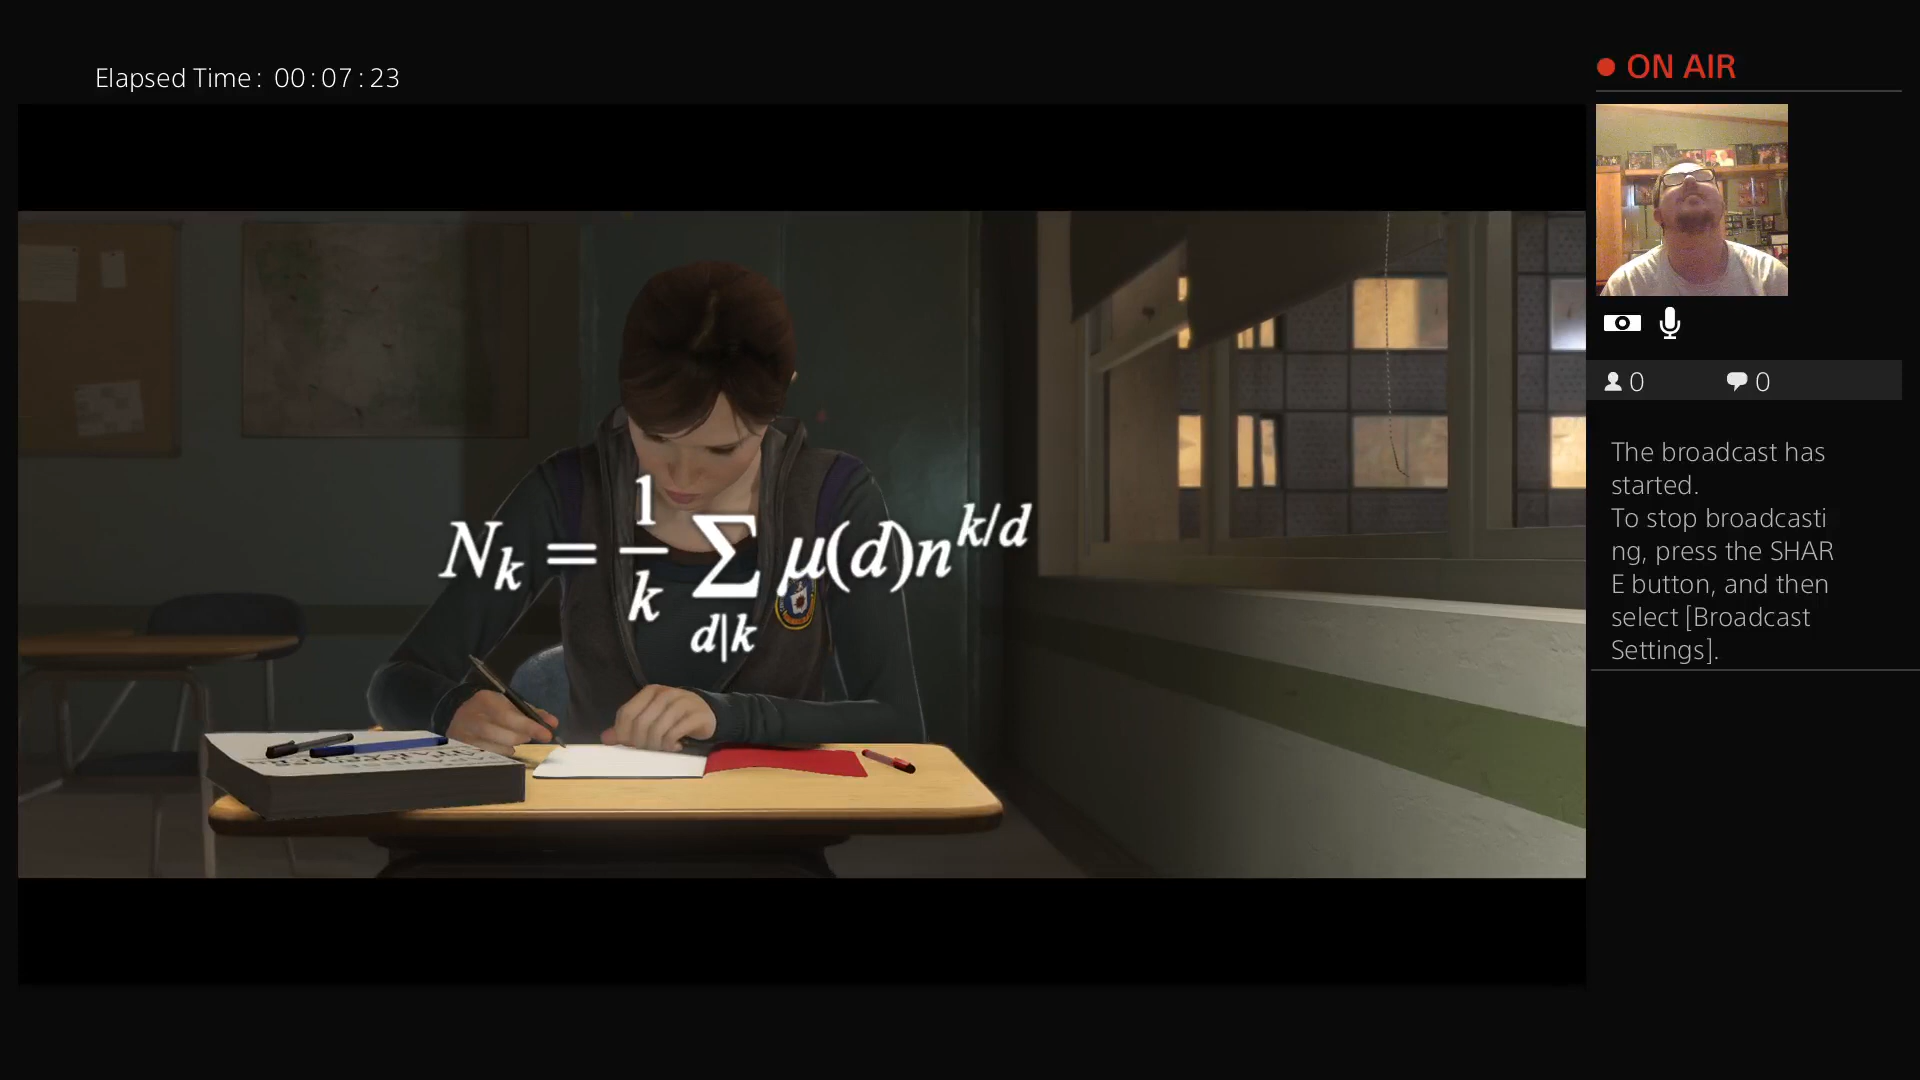 Elapsed Time: 00:07:23
ON AIR
0 0
The broadcast has
started.
To stop broadcasti
ng, press the SHAR
E button, and then
select [Broadcast
Settings].
N_k = 1/k ∑_{d|k} μ(d)n^{k/d}